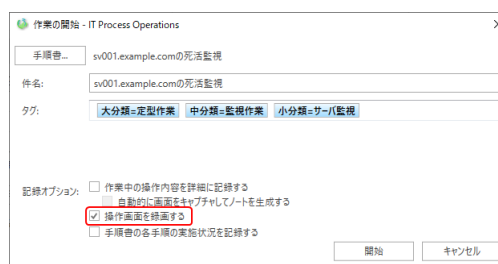 作業の開始 - IT Process Operations
手順書... sv001.example.comの死活監視
件名: sv001.example.comの死活監視
タグ: 大分類=定型作業 中分類=監視作業 小分類=サーバ監視
記録オプション: 作業中の操作内容を詳細に記録する
自動的に画面をキャプチャしてノートを生成する
操作画面を録画する
手順書の各手順の実施状況を記録する
開始 キャンセル